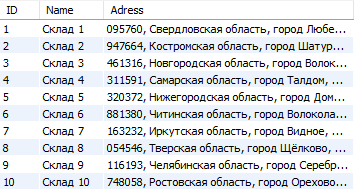 ID Name Adress
1 Склад 1 095760, Свердловская область, город Любе...
2 Склад 2 947664, Костромская область, город Шатур...
3 Склад 3 461316, Новгородская область, город Волок...
4 Склад 4 311591, Самарская область, город Талдом, ...
5 Склад 5 320372, Нижегородская область, город Дом...
6 Склад 6 881380, Читинская область, город Волокола...
7 Склад 7 163232, Иркутская область, город Видное, ...
8 Склад 8 054546, Тверская область, город Щёлково, ...
9 Склад 9 116193, Челябинская область, город Серебр...
10 Склад 10 748058, Ростовская область, город Орехово...